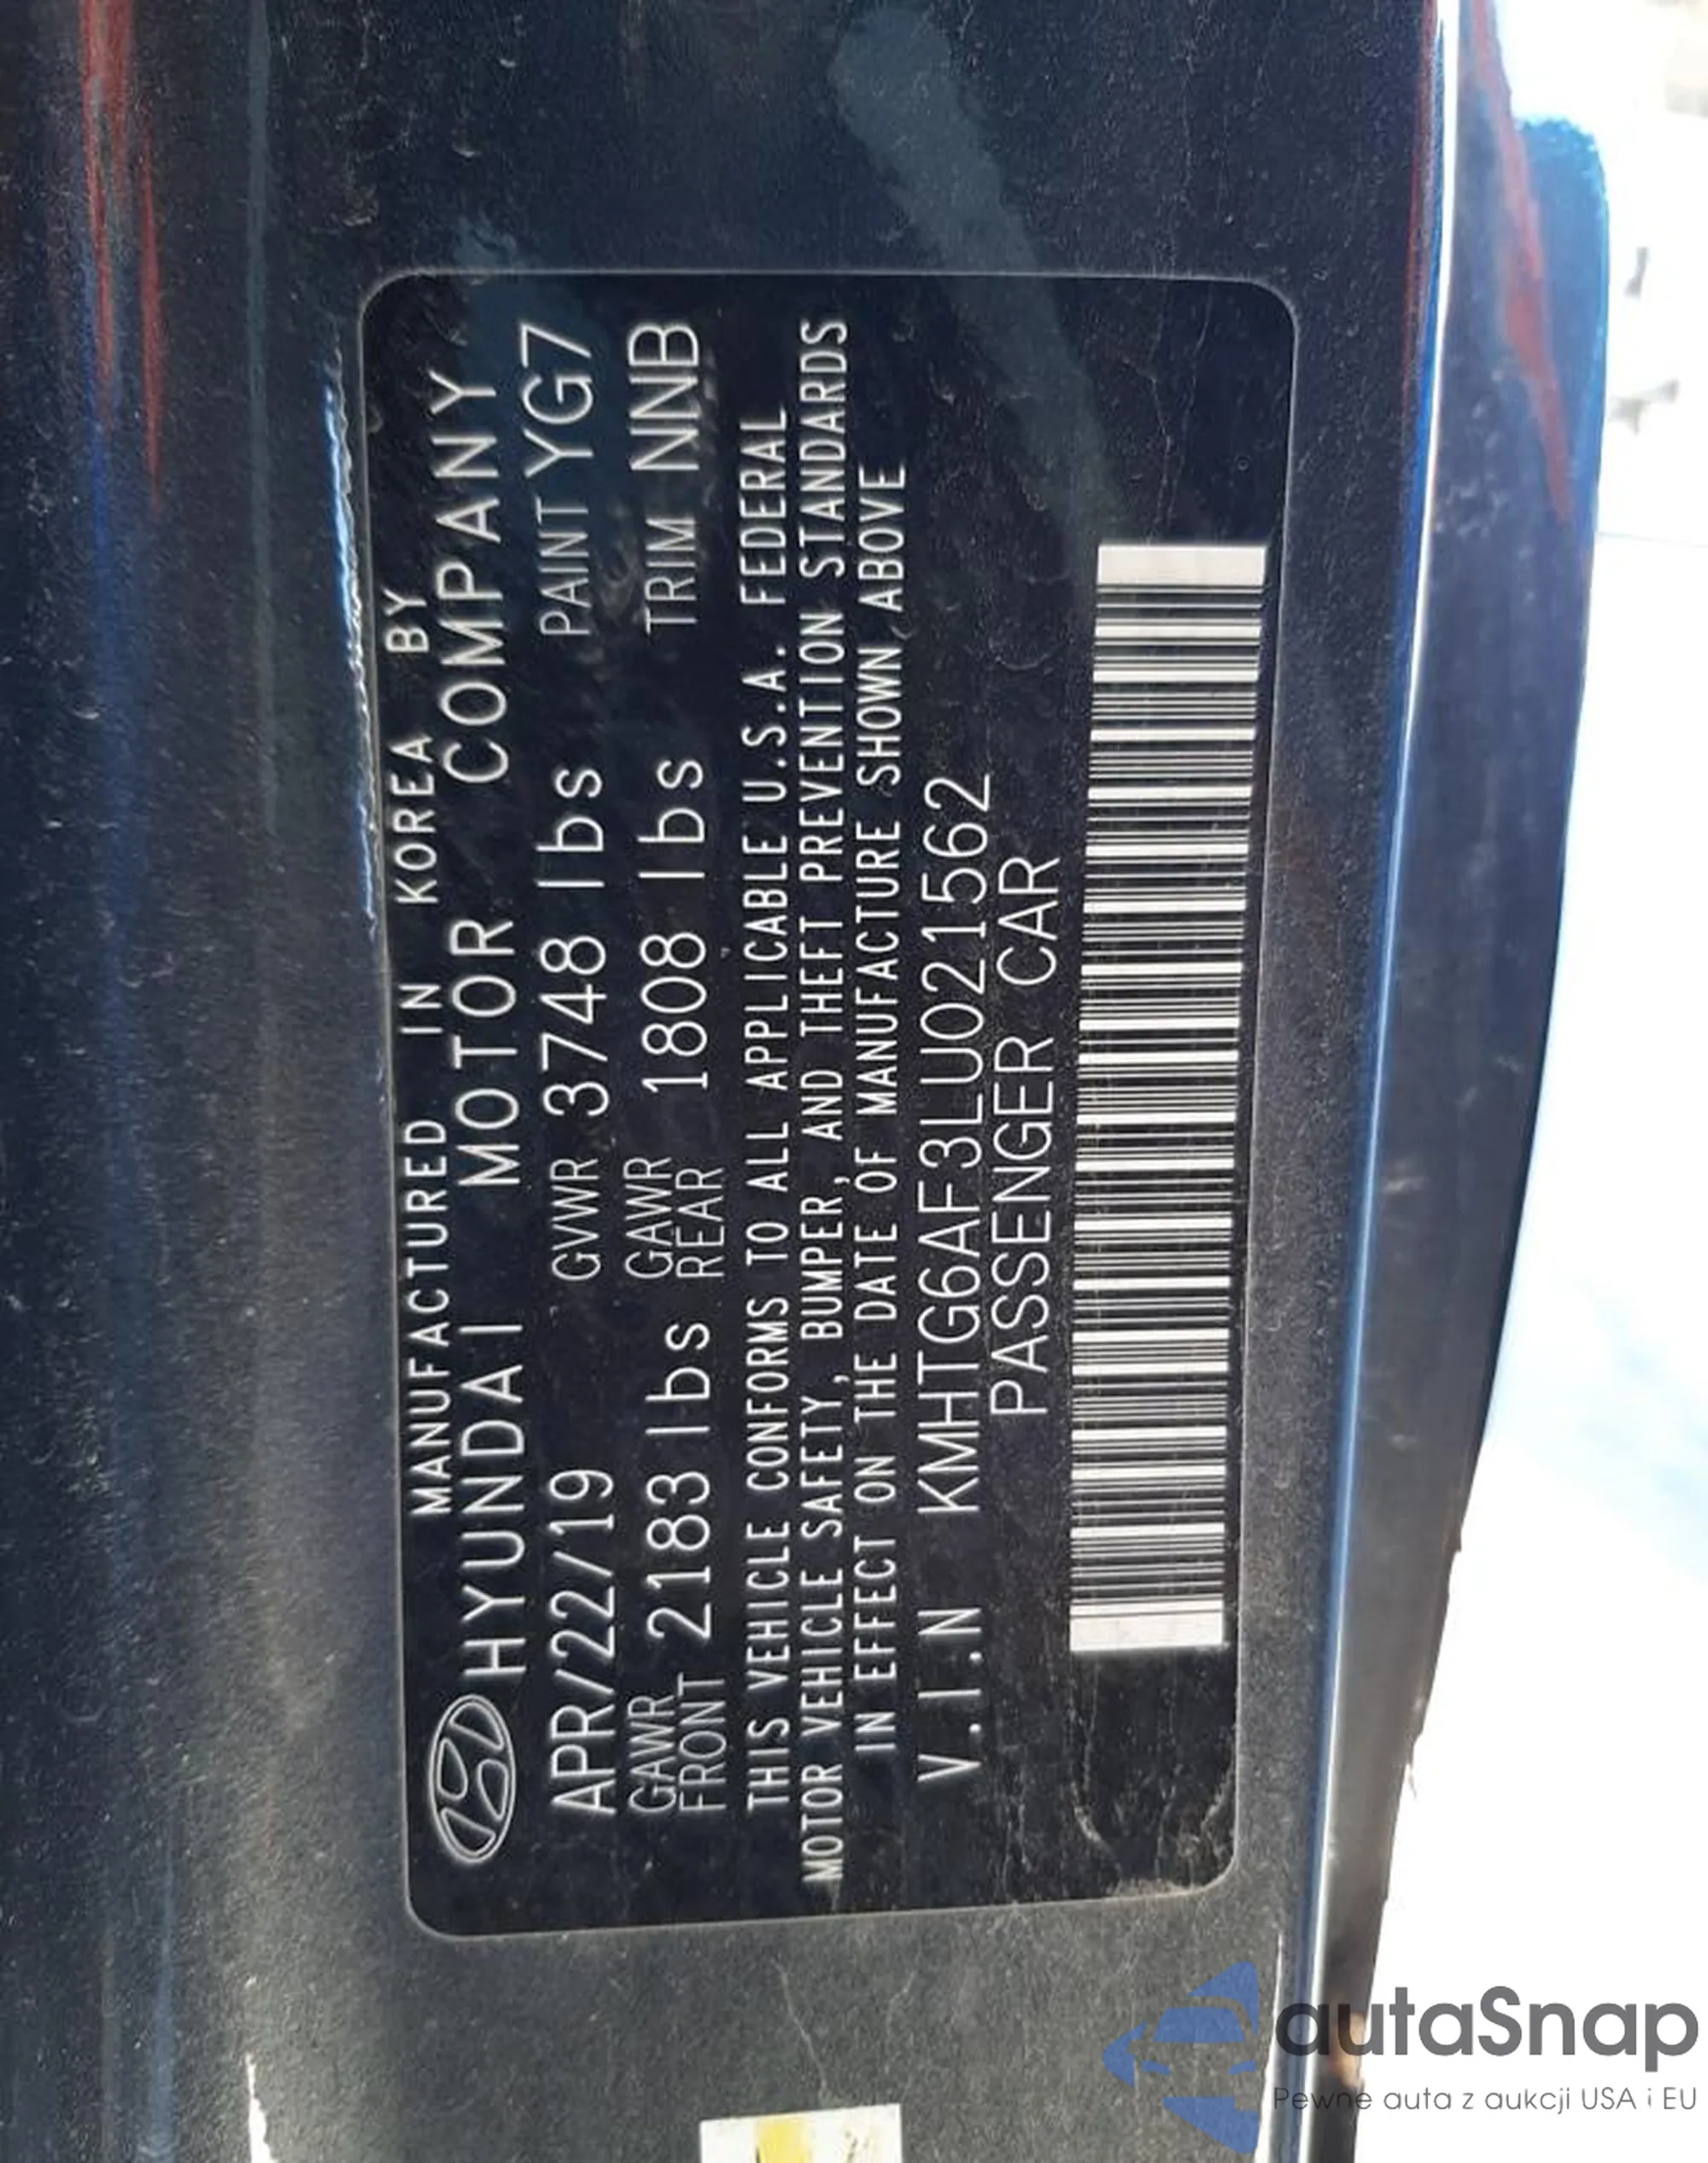 MANUFACTURED IN KOREA BY
HYUNDAI MOTOR COMPANY
APR/22/19 GVWR 3748 lbs PAINT YG7
GAWR FRONT 2183 lbs GAWR REAR 1808 lbs TRIM NNB
THIS VEHICLE CONFORMS TO ALL APPLICABLE U.S.A. FEDERAL
MOTOR VEHICLE SAFETY, BUMPER, AND THEFT PREVENTION STANDARDS
IN EFFECT ON THE DATE OF MANUFACTURE SHOWN ABOVE
V.I.N KMHTG6AF3LU021562
PASSENGER CAR
autaSnap
Pewne auta z aukcji USA i EU